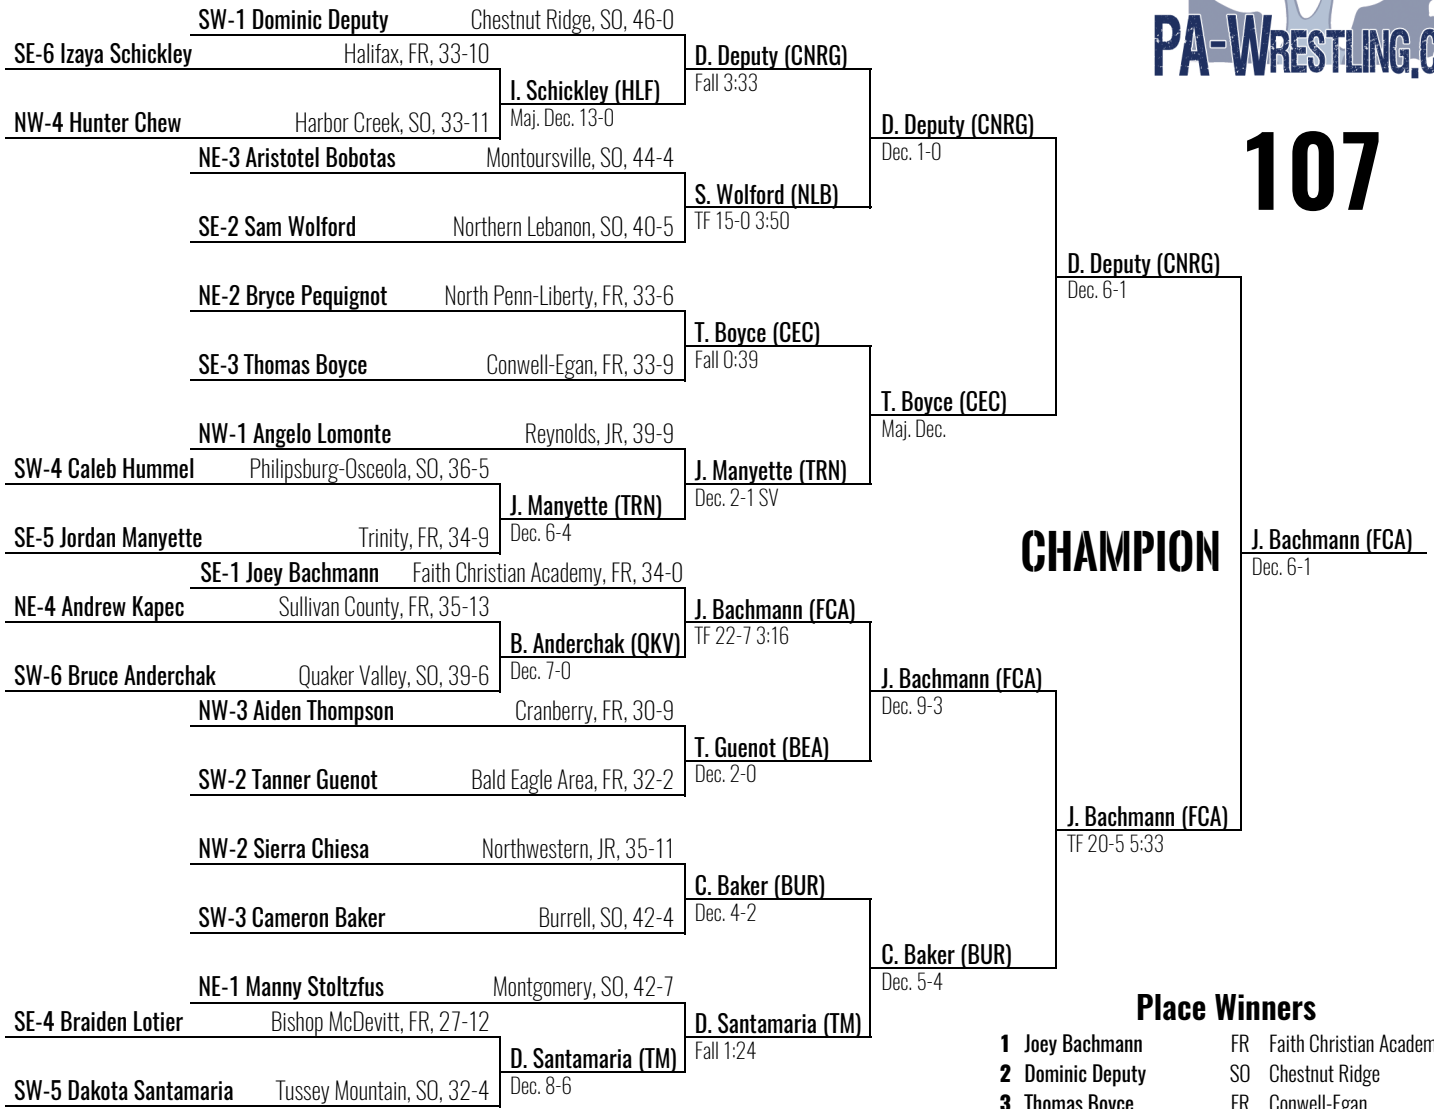 SW-1 Dominic Deputy Chestnut Ridge, SO, 46-0
SE-6 Izaya Schickley Halifax, FR, 33-10
I. Schickley (HLF)
Maj. Dec. 13-0
NW-4 Hunter Chew Harbor Creek, SO, 33-11
D. Deputy (CNRG)
Fall 3:33
NE-3 Aristotel Bobotas Montoursville, SO, 44-4
S. Wolford (NLB)
TF 15-0 3:50
SE-2 Sam Wolford Northern Lebanon, SO, 40-5
D. Deputy (CNRG)
Dec. 1-0
NE-2 Bryce Pequignot North Penn-Liberty, FR, 33-6
T. Boyce (CEC)
Fall 0:39
SE-3 Thomas Boyce Conwell-Egan, FR, 33-9
T. Boyce (CEC)
Maj. Dec.
NW-1 Angelo Lomonte Reynolds, JR, 39-9
SW-4 Caleb Hummel Philipsburg-Osceola, SO, 36-5
J. Manyette (TRN)
Dec. 6-4
SE-5 Jordan Manyette Trinity, FR, 34-9
J. Manyette (TRN)
Dec. 2-1 SV
D. Deputy (CNRG)
Dec. 6-1
SE-1 Joey Bachmann Faith Christian Academy, FR, 34-0
NE-4 Andrew Kapec Sullivan County, FR, 35-13
B. Anderchak (QKV)
Dec. 7-0
SW-6 Bruce Anderchak Quaker Valley, SO, 39-6
J. Bachmann (FCA)
TF 22-7 3:16
NW-3 Aiden Thompson Cranberry, FR, 30-9
T. Guenot (BEA)
Dec. 2-0
SW-2 Tanner Guenot Bald Eagle Area, FR, 32-2
J. Bachmann (FCA)
Dec. 9-3
NW-2 Sierra Chiesa Northwestern, JR, 35-11
C. Baker (BUR)
Dec. 4-2
SW-3 Cameron Baker Burrell, SO, 42-4
C. Baker (BUR)
Dec. 5-4
NE-1 Manny Stoltzfus Montgomery, SO, 42-7
SE-4 Braiden Lotier Bishop McDevitt, FR, 27-12
D. Santamaria (TM)
Dec. 8-6
SW-5 Dakota Santamaria Tussey Mountain, SO, 32-4
D. Santamaria (TM)
Fall 1:24
J. Bachmann (FCA)
TF 20-5 5:33
PA-WRESTLING.C
107
CHAMPION
J. Bachmann (FCA)
Dec. 6-1
Place Winners
1 Joey Bachmann FR Faith Christian Academ
2 Dominic Deputy SO Chestnut Ridge
3 Thomas Boyce FR Conwell-Egan